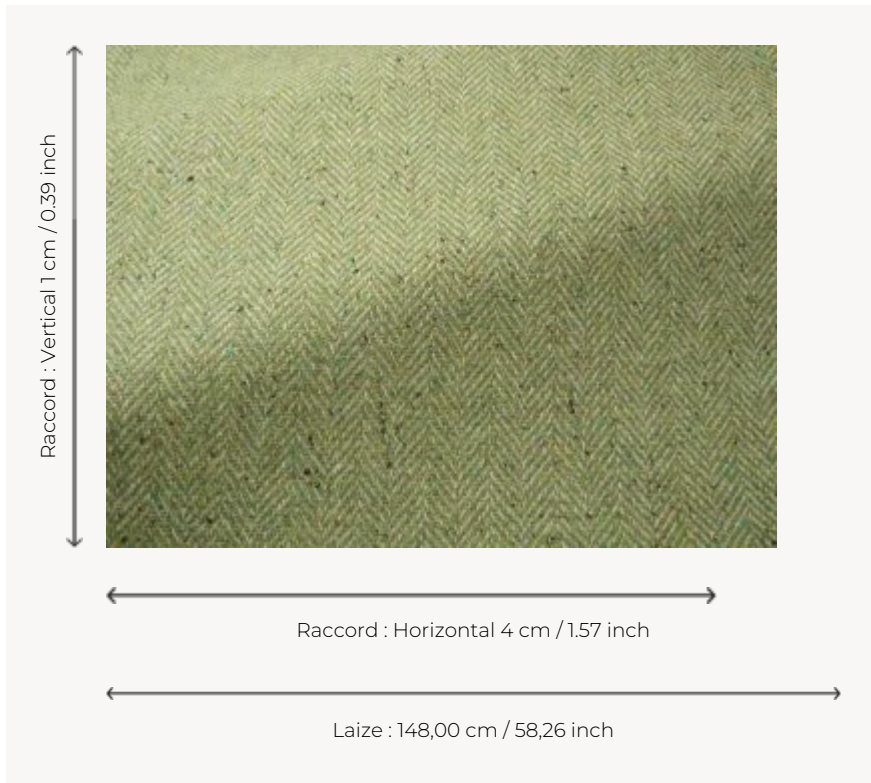 Raccord : Vertical 1 cm / 0.39 inch
Raccord : Horizontal 4 cm / 1.57 inch
Laize : 148,00 cm / 58,26 inch